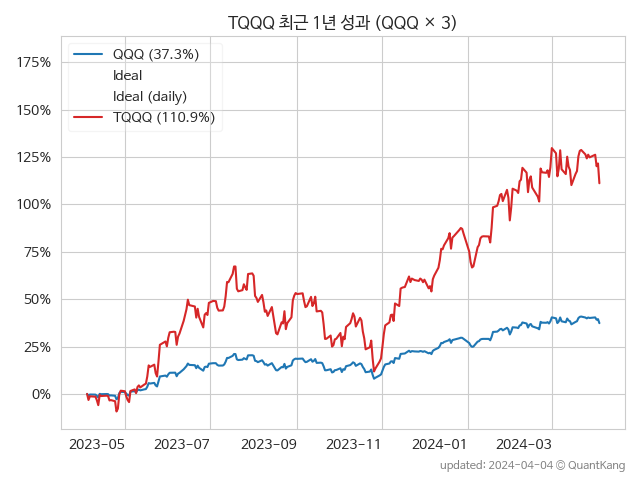 TQQQ 최근 1년 성과 (QQQ × 3)
QQQ (37.3%)
Ideal
Ideal (daily)
TQQQ (110.9%)
175%
150%
125%
100%
75%
50%
25%
0%
2023-05 2023-07 2023-09 2023-11 2024-01 2024-03
updated: 2024-04-04 © QuantKang